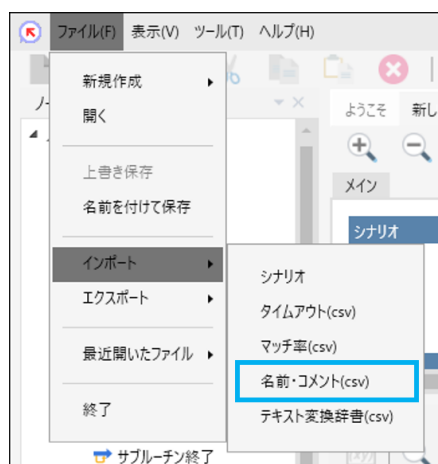 ファイル(F) 表示(V) ツール(T) ヘルプ(H)
新規作成
開く
ようこそ
上書き保存
名前を付けて保存
メイン
シナリオ
インポート
エクスポート
最近開いたファイル
終了
シナリオ
タイムアウト(csv)
マッチ率(csv)
名前・コメント(csv)
テキスト変換辞書(csv)
サブルーチン終了